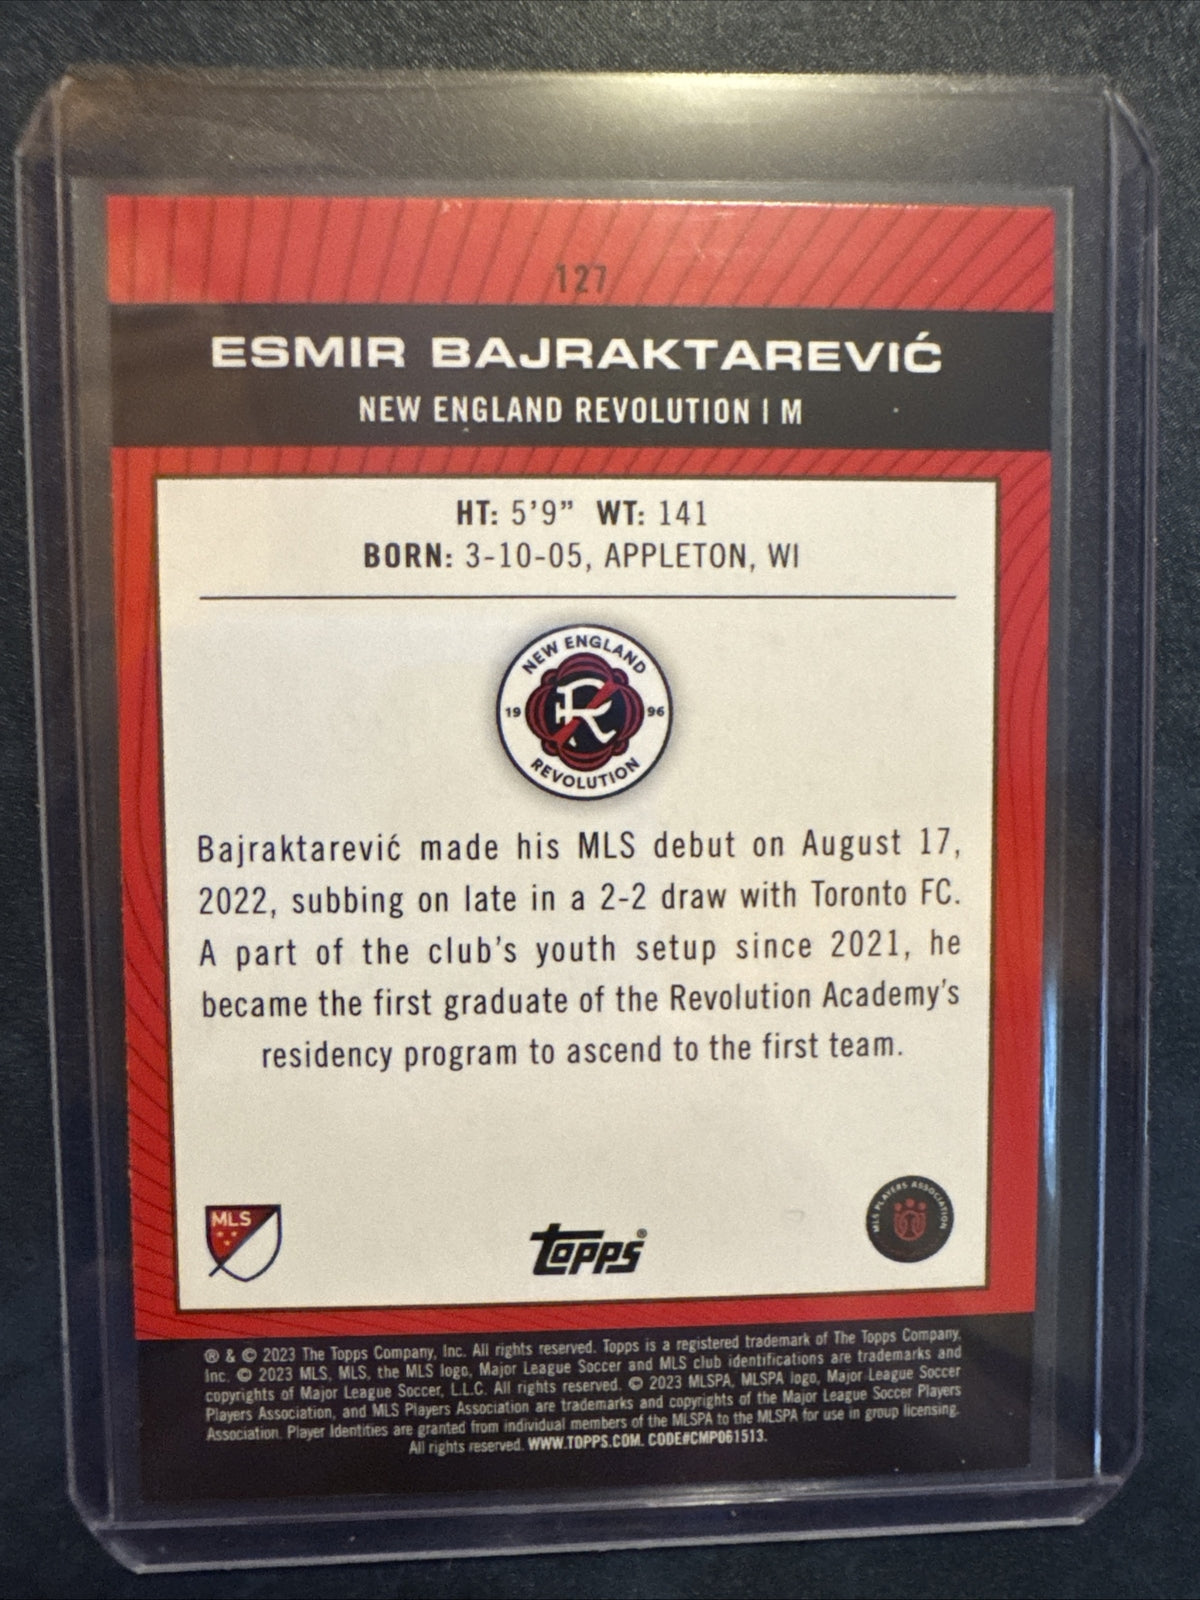 127
ESMIR BAJRAKTAREVIĆ
NEW ENGLAND REVOLUTION | M
HT: 5'9" WT: 141
BORN: 3-10-05, APPLETON, WI
NEW ENGLAND
19 96
REVOLUTION
Bajraktarević made his MLS debut on August 17,
2022, subbing on late in a 2-2 draw with Toronto FC.
A part of the club's youth setup since 2021, he
became the first graduate of the Revolution Academy's
residency program to ascend to the first team.
MLS
topps®
MLS PLAYERS ASSOCIATION
® & © 2023 The Topps Company, Inc. All rights reserved. Topps is a registered trademark of The Topps Company,
Inc. © 2023 MLS, MLS, the MLS logo, Major League Soccer and MLS club identifications are trademarks and
copyrights of Major League Soccer, L.L.C. All rights reserved. © 2023 MLSPA, MLSPA logo, Major League Soccer
Players Association, and MLS Players Association are trademarks and copyrights of the Major League Soccer Players
Association. Player Identities are granted from individual members of the MLSPA to the MLSPA for use in group licensing.
All rights reserved. WWW.TOPPS.COM. CODE#CMP061513.